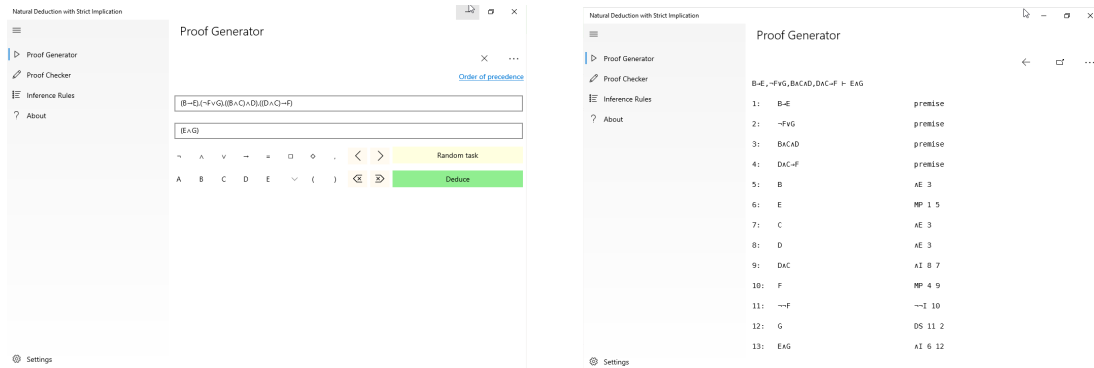 Natural Deduction with Strict Implication
Proof Generator
Proof Generator
Proof Checker
Inference Rules
About
Order of precedence
(B→E),(¬F∨G),((B∧C)∧D),((D∧C)→F)
(E∧G)
¬ ∧ ∨ → = □ ◇ , < > Random task
A B C D E ( ) Deduce
Settings
Natural Deduction with Strict Implication
Proof Generator
Proof Generator
Proof Checker
Inference Rules
About
B→E,¬F∨G,B∧C∧D,D∧C→F ⊢ E∧G
1: B→E premise
2: ¬F∨G premise
3: B∧C∧D premise
4: D∧C→F premise
5: B ∧E 3
6: E MP 1 5
7: C ∧E 3
8: D ∧E 3
9: D∧C ∧I 8 7
10: F MP 4 9
11: ¬¬F ¬¬I 10
12: G DS 11 2
13: E∧G ∧I 6 12
Settings